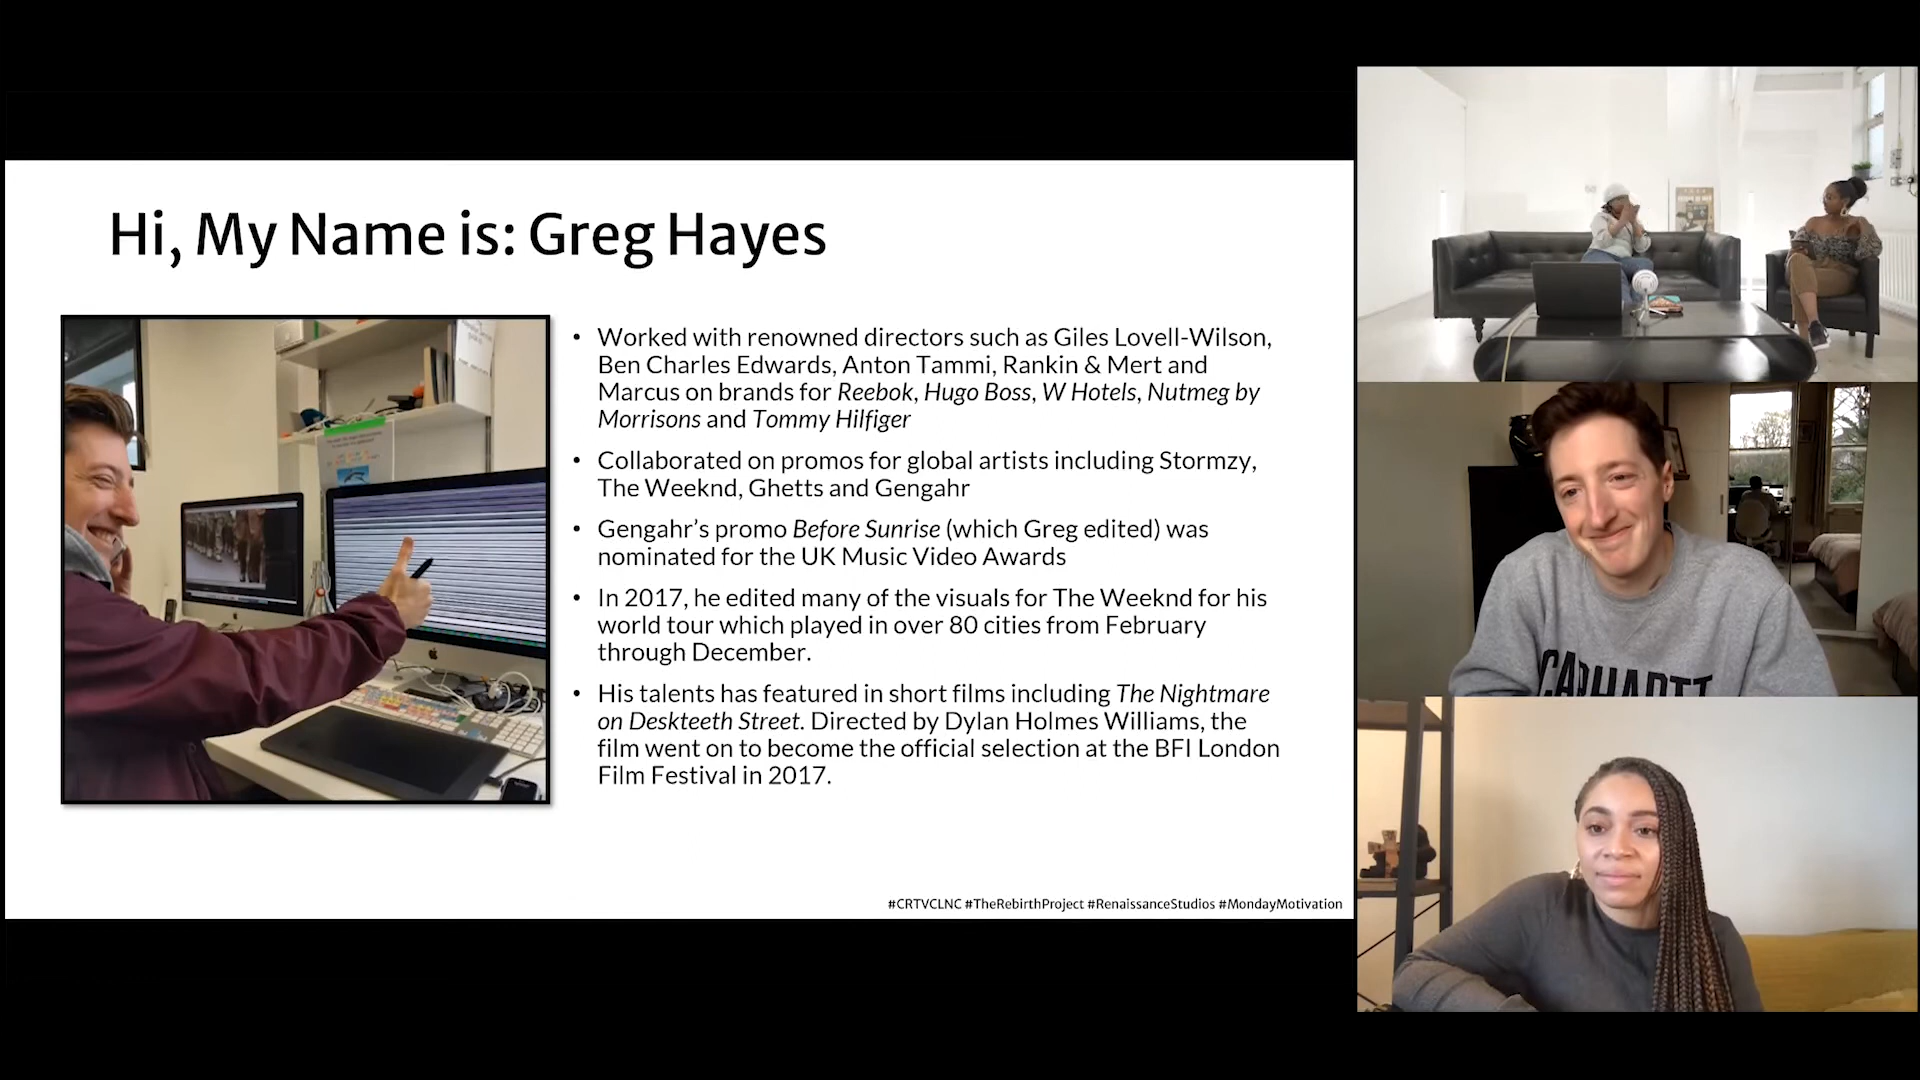 Hi, My Name is: Greg Hayes
• Worked with renowned directors such as Giles Lovell-Wilson,
Ben Charles Edwards, Anton Tammi, Rankin & Mert and
Marcus on brands for Reebok, Hugo Boss, W Hotels, Nutmeg by
Morrisons and Tommy Hilfiger
• Collaborated on promos for global artists including Stormzy,
The Weeknd, Ghetts and Gengahr
• Gengahr’s promo Before Sunrise (which Greg edited) was
nominated for the UK Music Video Awards
• In 2017, he edited many of the visuals for The Weeknd for his
world tour which played in over 80 cities from February
through December.
• His talents has featured in short films including The Nightmare
on Deskteeth Street. Directed by Dylan Holmes Williams, the
film went on to become the official selection at the BFI London
Film Festival in 2017.
#CRTVCLNC #TheRebirthProject #RenaissanceStudios #MondayMotivation
CARHARTT